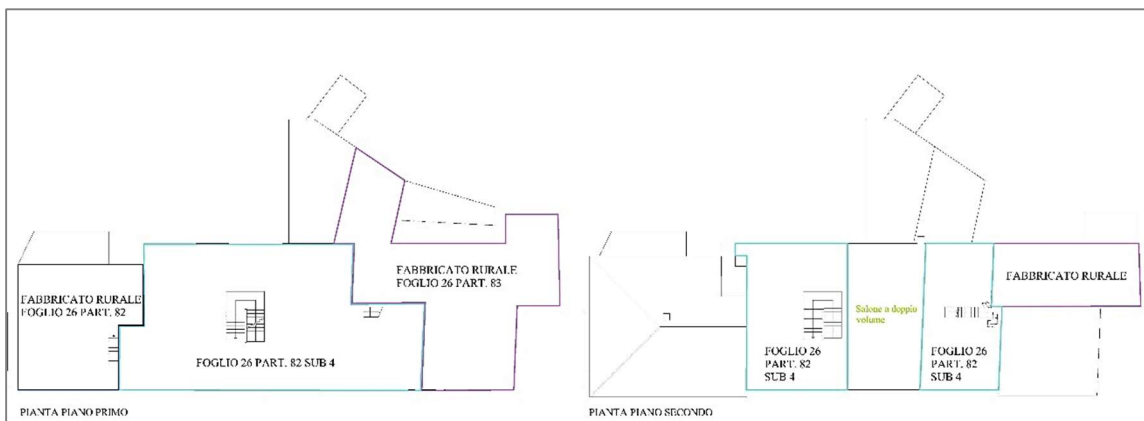 FABBRICATO RURALE
FOGLIO 26 PART. 82
FOGLIO 26 PART. 82 SUB 4
FABBRICATO RURALE
FOGLIO 26 PART. 83
PIANTA PIANO PRIMO
FOGLIO 26
PART. 82
SUB 4
Salone a doppio
volume
FOGLIO 26
PART. 82
SUB 4
FABBRICATO RURALE
PIANTA PIANO SECONDO